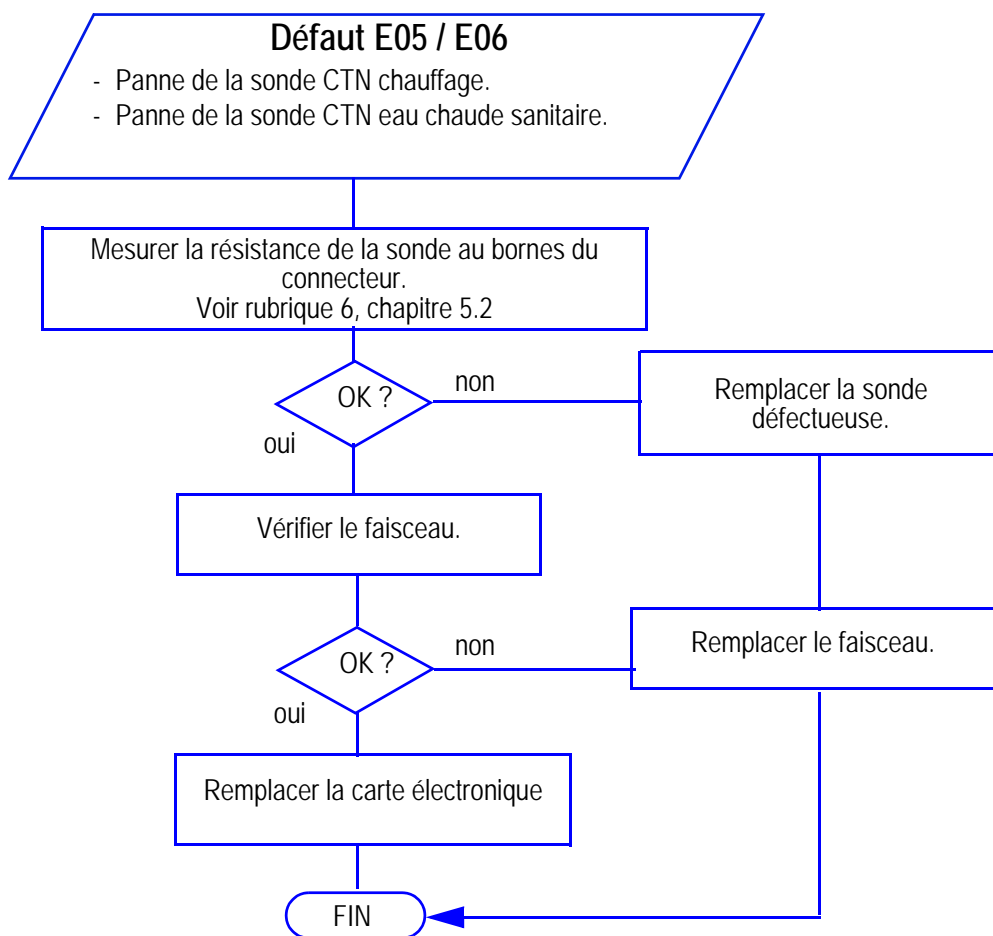 Défaut E05 / E06
- Panne de la sonde CTN chauffage.
- Panne de la sonde CTN eau chaude sanitaire.
Mesurer la résistance de la sonde au bornes du
connecteur.
Voir rubrique 6, chapitre 5.2
OK ?
non
Remplacer la sonde
défectueuse.
oui
Vérifier le faisceau.
OK ?
non
Remplacer le faisceau.
oui
Remplacer la carte électronique
FIN